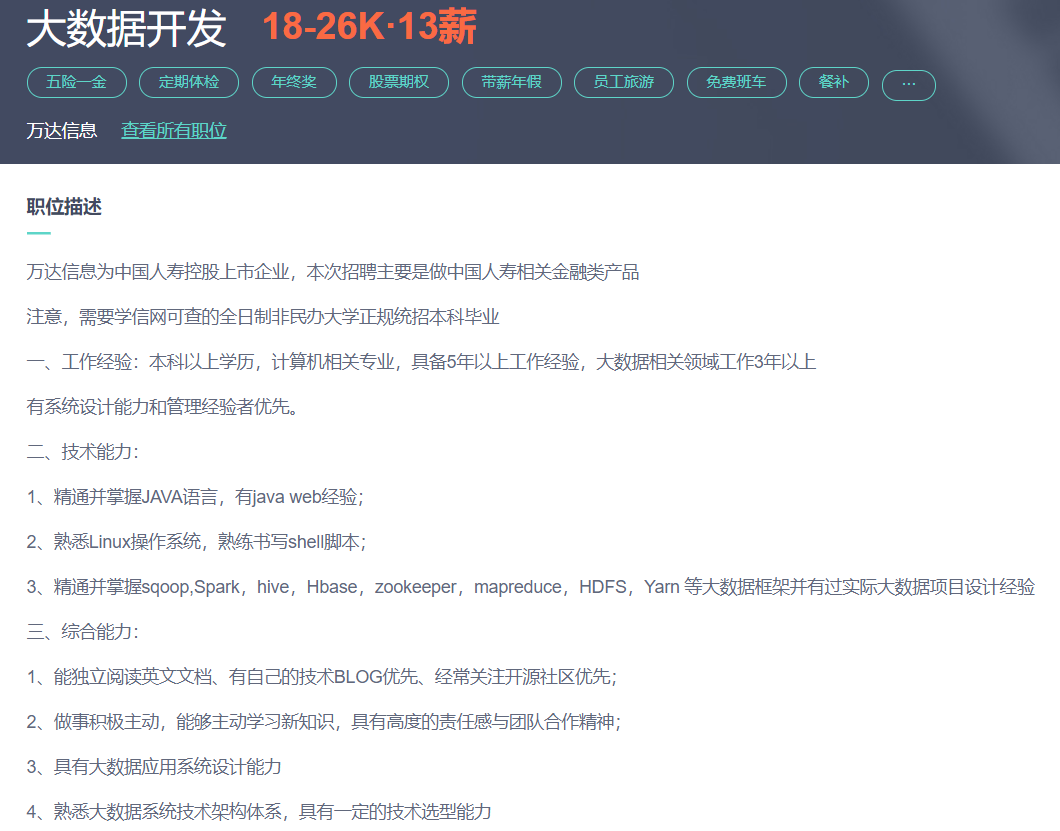 大数据开发 18-26K·13薪
五险一金 定期体检 年终奖 股票期权 带薪年假 员工旅游 免费班车 餐补 ···
万达信息 查看所有职位
职位描述
万达信息为中国人寿控股上市企业，本次招聘主要是做中国人寿相关金融类产品
注意，需要学信网可查的全日制非民办大学正规统招本科毕业
一、工作经验：本科以上学历，计算机相关专业，具备5年以上工作经验，大数据相关领域工作3年以上
有系统设计能力和管理经验者优先。
二、技术能力：
1、精通并掌握JAVA语言，有java web经验；
2、熟悉Linux操作系统，熟练书写shell脚本；
3、精通并掌握sqoop,Spark，hive，Hbase，zookeeper，mapreduce，HDFS，Yarn 等大数据框架并有过实际大数据项目设计经验
三、综合能力：
1、能独立阅读英文文档、有自己的技术BLOG优先、经常关注开源社区优先；
2、做事积极主动，能够主动学习新知识，具有高度的责任感与团队合作精神；
3、具有大数据应用系统设计能力
4、熟悉大数据系统技术架构体系，具有一定的技术选型能力